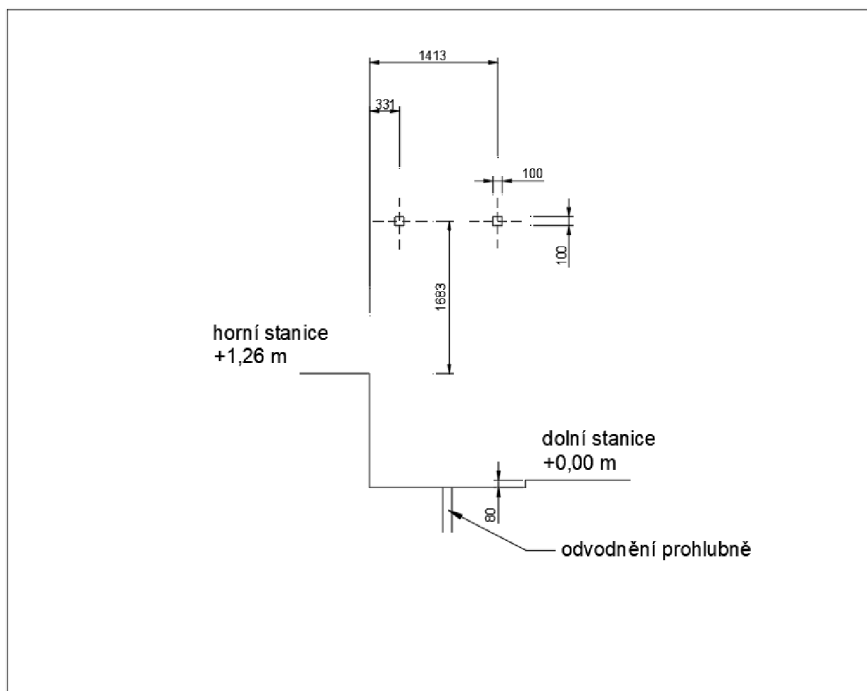 1413
331
100
100
1683
horní stanice
+1,26 m
dolní stanice
+0,00 m
80
odvodnění prohlubně